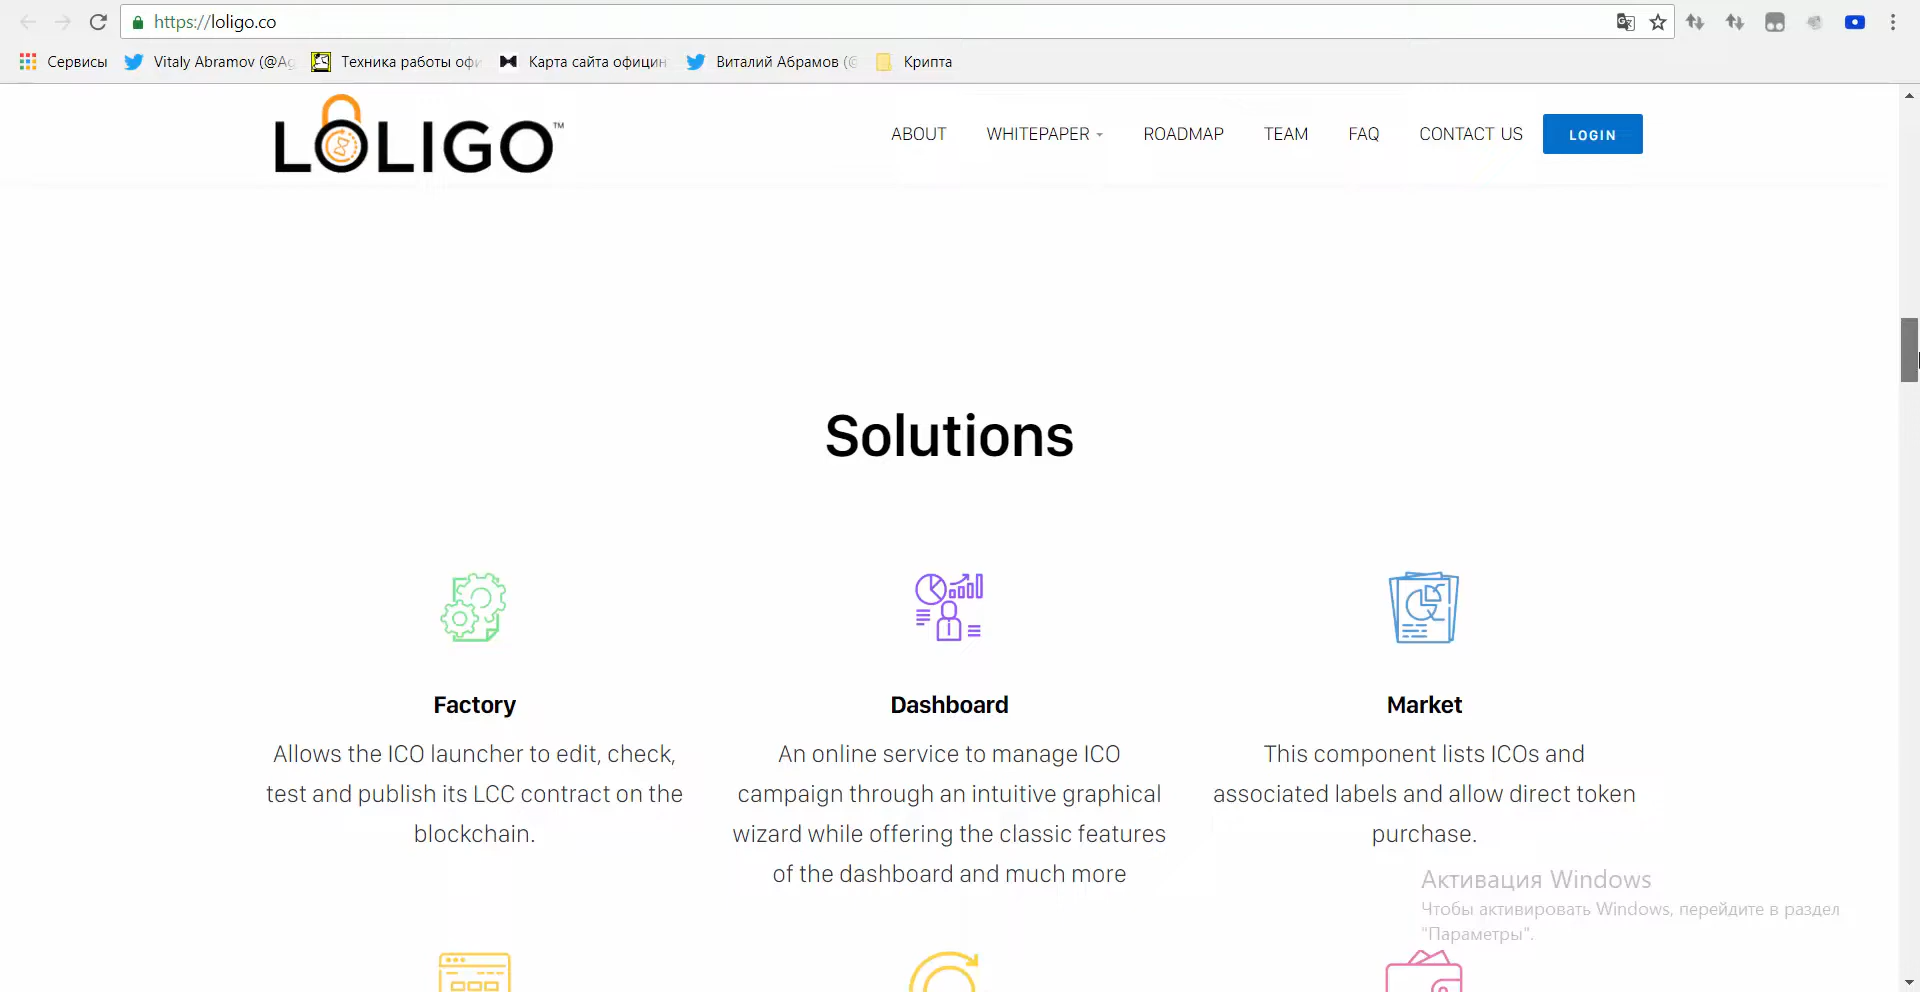 https://loligo.co
Сервисы
Vitaly Abramov (@Ag
Техника работы офи
Карта сайта официн
Виталий Абрамов (@
Крипта
LOLIGO™
ABOUT
WHITEPAPER
ROADMAP
TEAM
FAQ
CONTACT US
LOGIN
Solutions
Factory
Allows the ICO launcher to edit, check,
test and publish its LCC contract on the
blockchain.
Dashboard
An online service to manage ICO
campaign through an intuitive graphical
wizard while offering the classic features
of the dashboard and much more
Market
This component lists ICOs and
associated labels and allow direct token
purchase.
Активация Windows
Чтобы активировать Windows, перейдите в раздел
"Параметры".